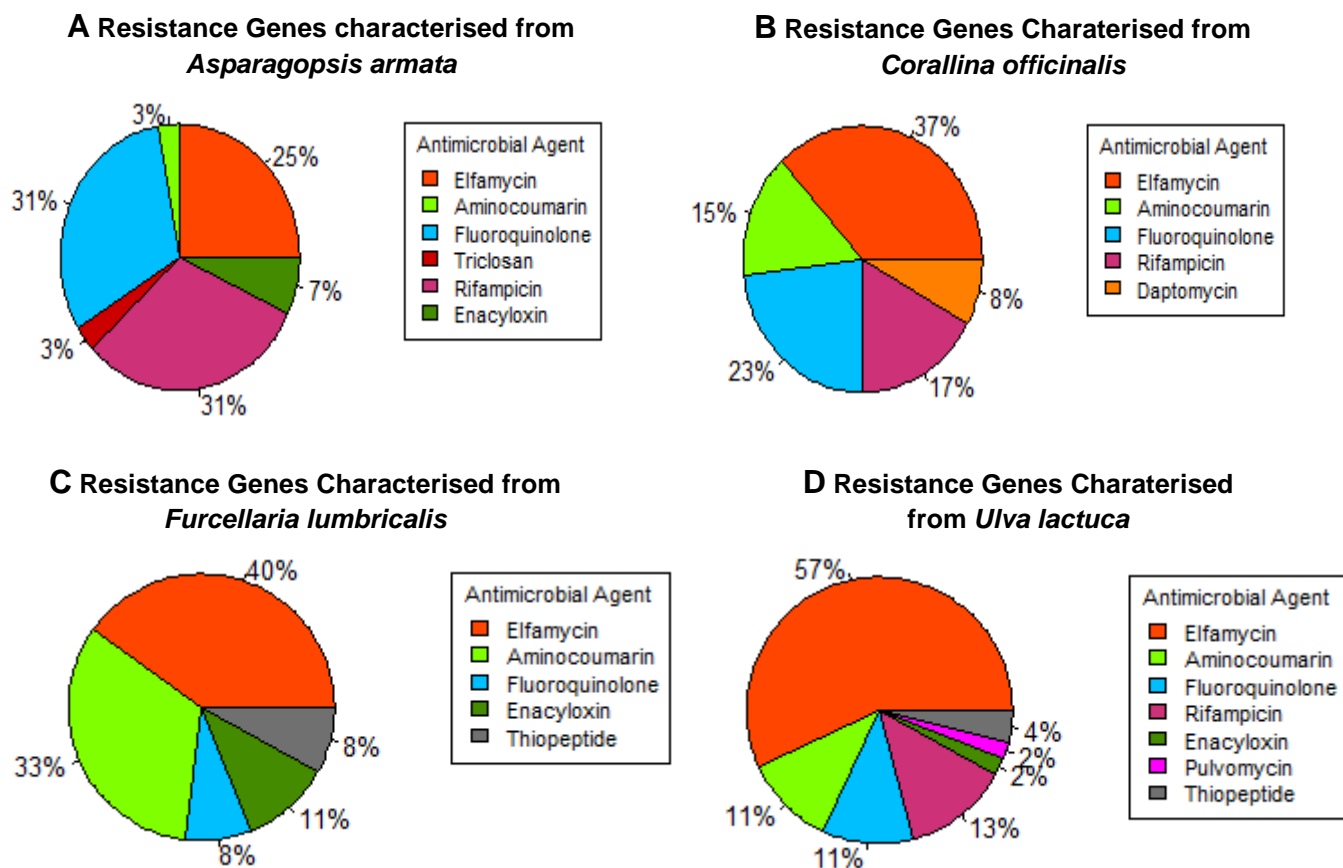 A Resistance Genes characterised from
Asparagopsis armata
3%
25%
31%
7%
3%
31%
Antimicrobial Agent
Elfamycin
Aminocoumarin
Fluoroquinolone
Triclosan
Rifampicin
Enacyloxin
B Resistance Genes Charaterised from
Corallina officinalis
37%
15%
8%
23%
17%
Antimicrobial Agent
Elfamycin
Aminocoumarin
Fluoroquinolone
Rifampicin
Daptomycin
C Resistance Genes Characterised from
Furcellaria lumbricalis
40%
33%
8%
11%
8%
Antimicrobial Agent
Elfamycin
Aminocoumarin
Fluoroquinolone
Enacyloxin
Thiopeptide
D Resistance Genes Charaterised
from Ulva lactuca
57%
4%
2%
2%
11%
13%
11%
Antimicrobial Agent
Elfamycin
Aminocoumarin
Fluoroquinolone
Rifampicin
Enacyloxin
Pulvomycin
Thiopeptide